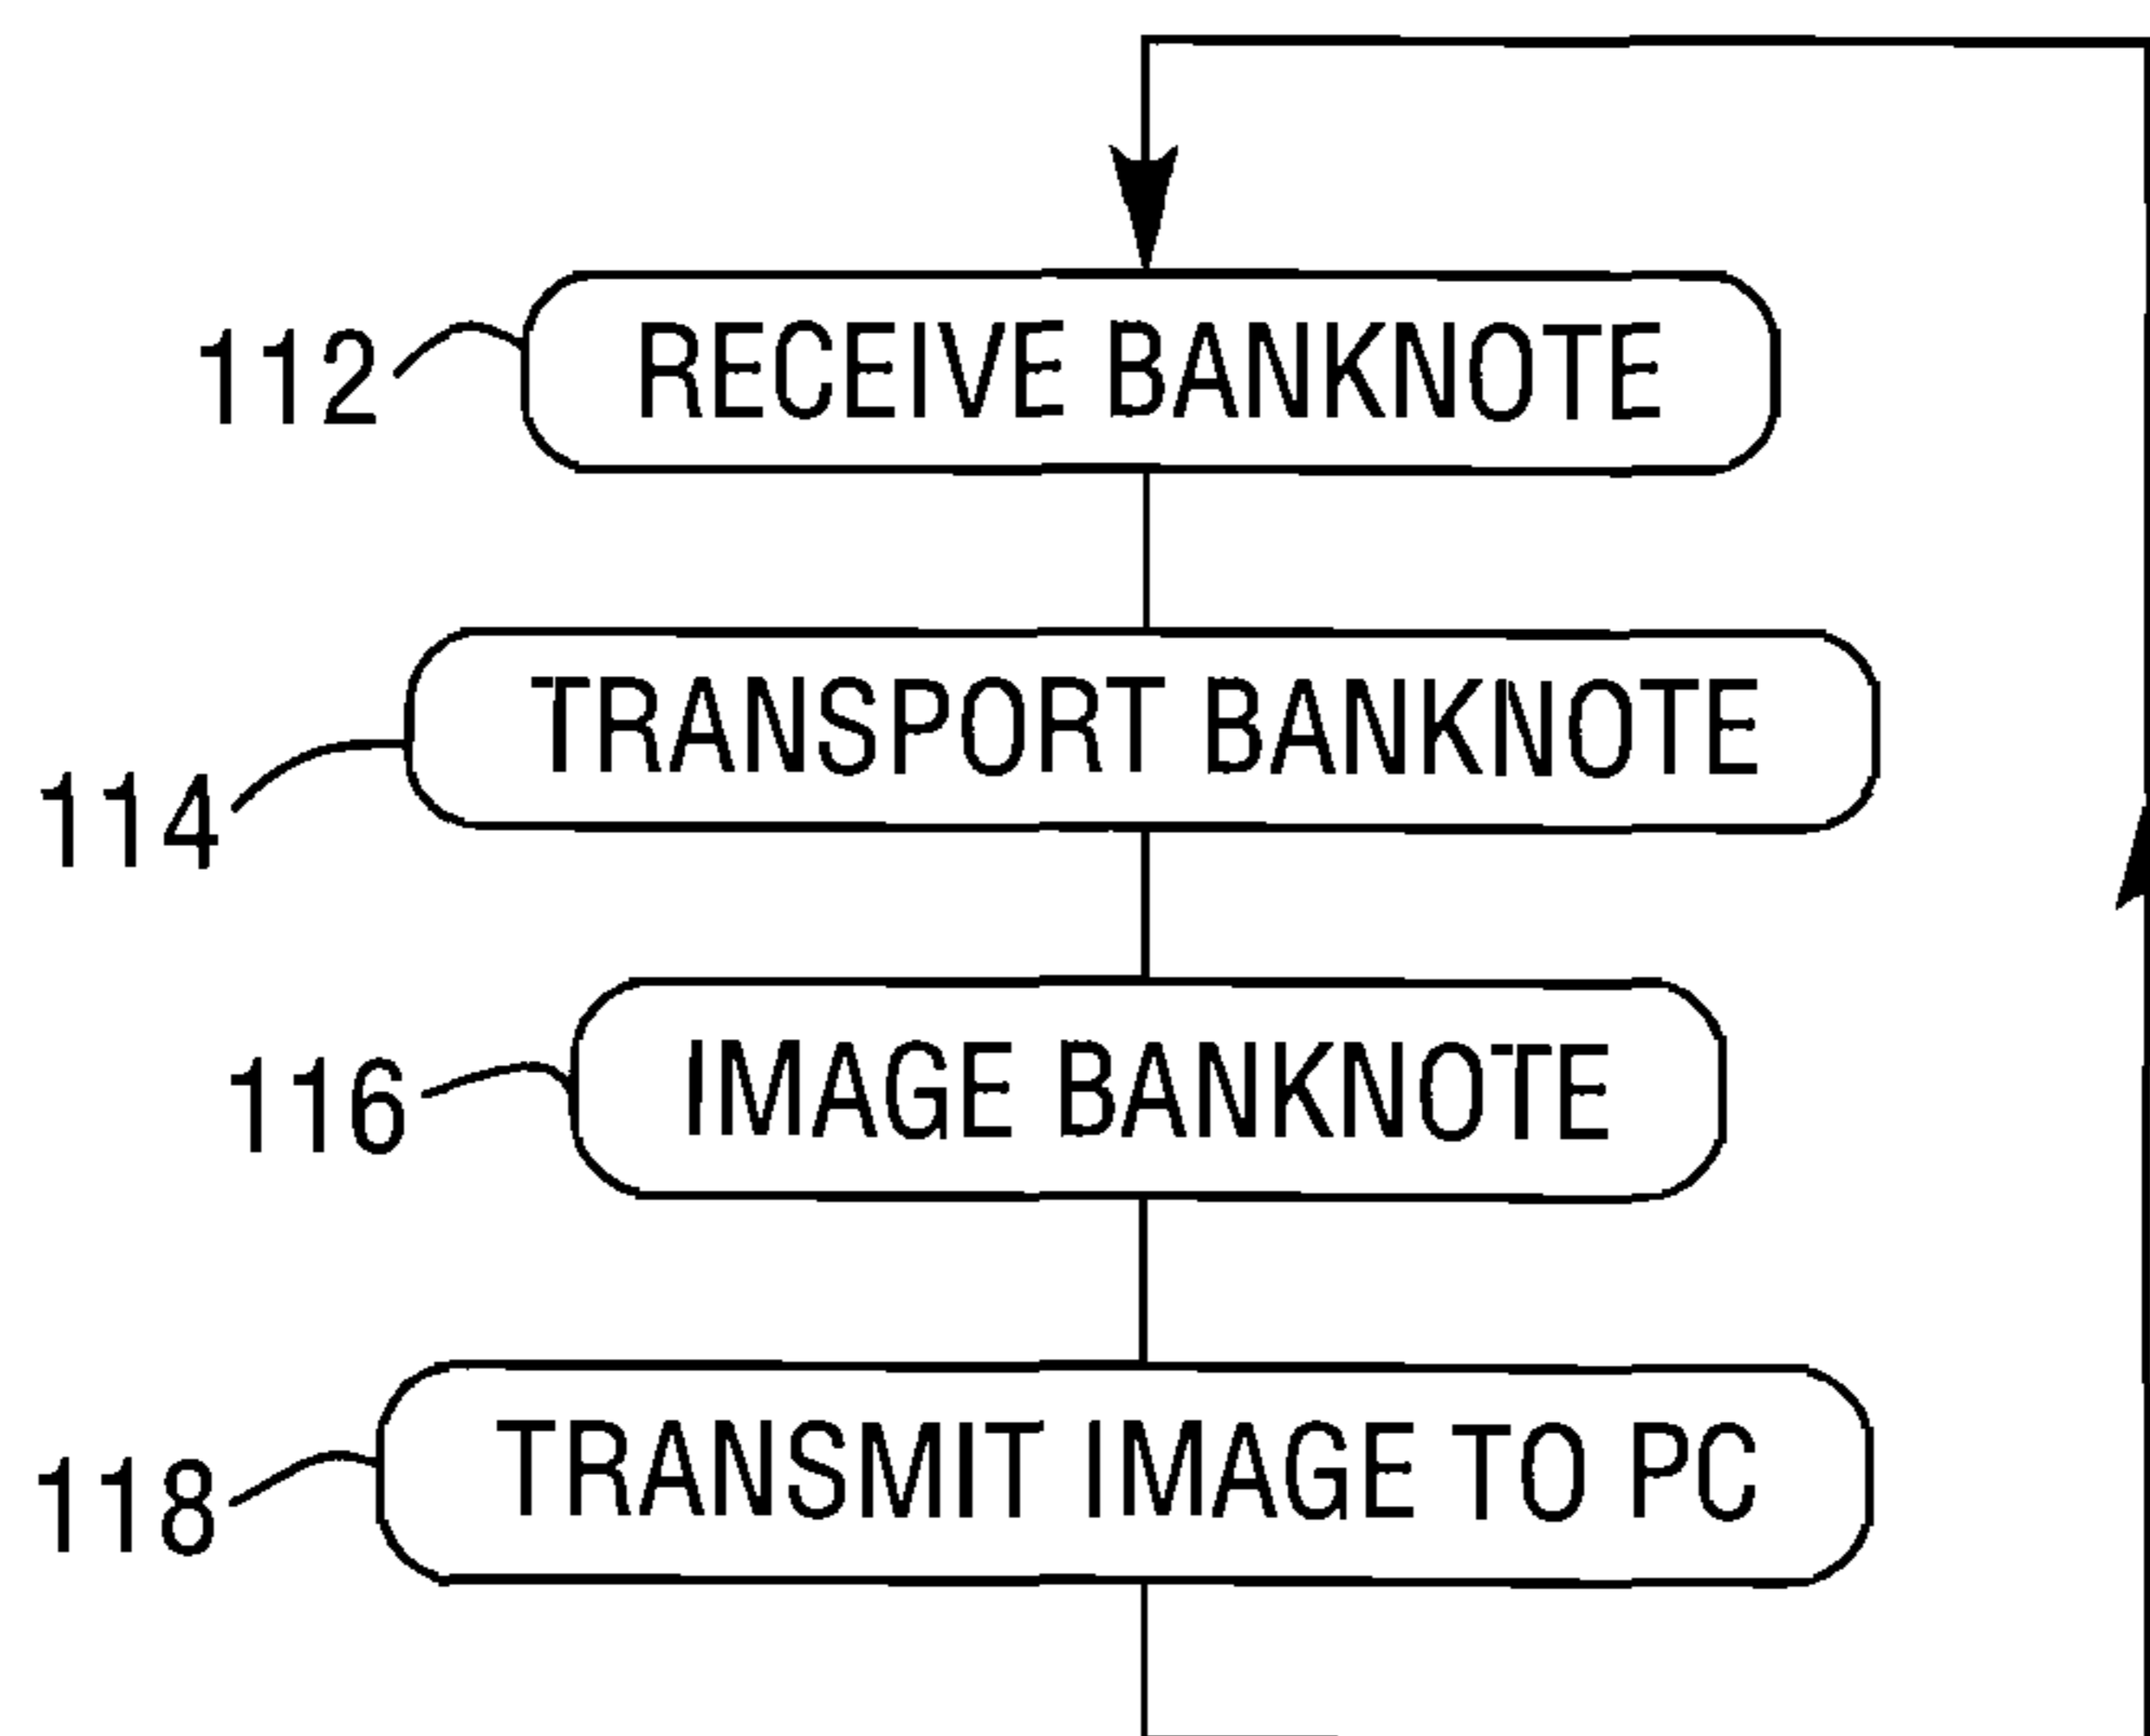 112 RECEIVE BANKNOTE
114 TRANSPORT BANKNOTE
116 IMAGE BANKNOTE
118 TRANSMIT IMAGE TO PC